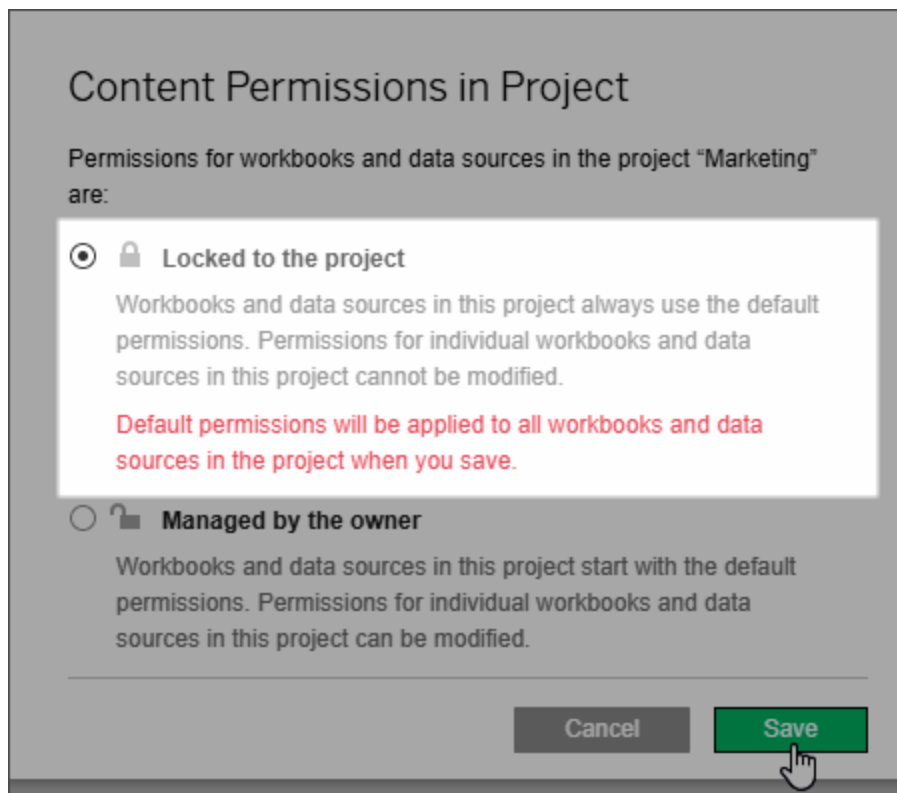 Content Permissions in Project
Permissions for workbooks and data sources in the project “Marketing”
are:
Locked to the project
Workbooks and data sources in this project always use the default
permissions. Permissions for individual workbooks and data
sources in this project cannot be modified.
Default permissions will be applied to all workbooks and data
sources in the project when you save.
Managed by the owner
Workbooks and data sources in this project start with the default
permissions. Permissions for individual workbooks and data
sources in this project can be modified.
Cancel Save